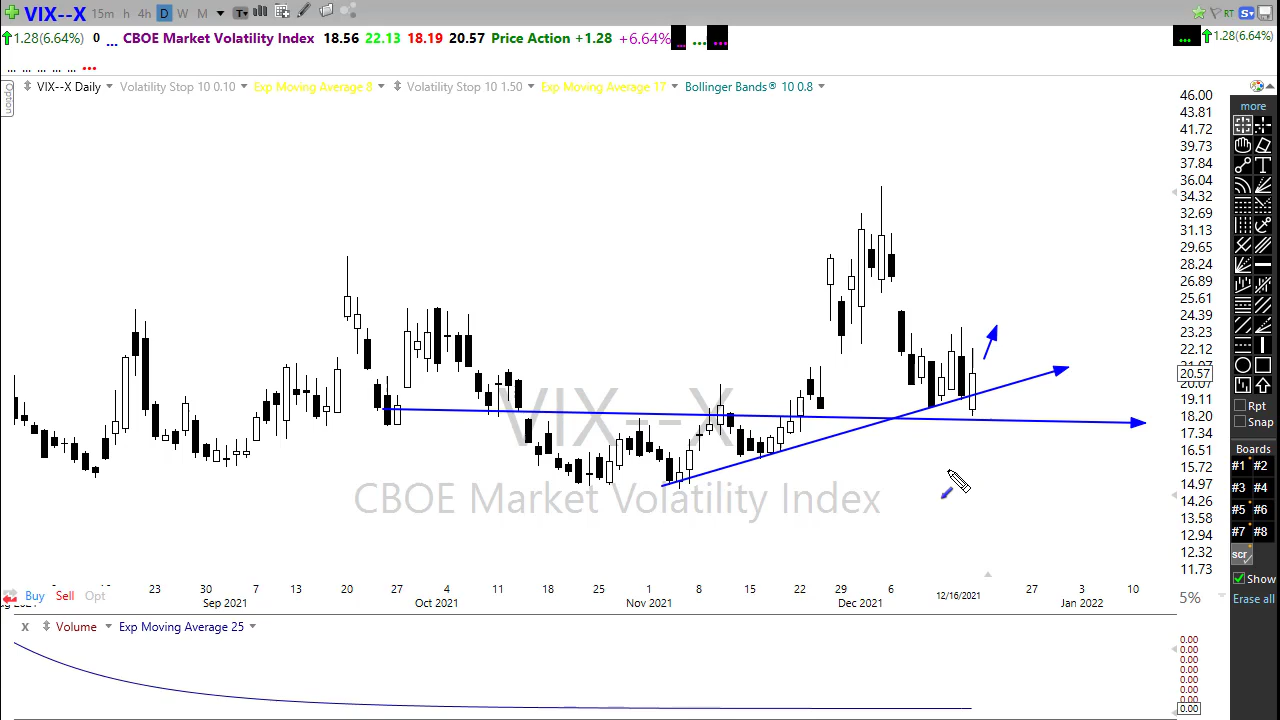 VIX--X 15m h 4h D W M T RT S
1.28(6.64%) 0 ... CBOE Market Volatility Index 18.56 22.13 18.19 20.57 Price Action +1.28 +6.64% ... ... ... ... 1.28(6.64%)
... ... ... ... ... ...
Option
VIX--X Daily Volatility Stop 10 0.10 Exp Moving Average 8 Volatility Stop 10 1.50 Exp Moving Average 17 Bollinger Bands® 10 0.8
46.00
43.81
41.72
39.73
37.84
36.04
34.32
32.69
31.13
29.65
28.24
26.89
25.61
24.39
23.23
22.12
20.57
20.07
19.11
18.20
17.34
16.51
15.72
14.97
14.26
13.58
12.94
12.32
11.73
more
T
Rpt
Snap
Boards
#1 #2
#3 #4
#5 #6
#7 #8
scr
Show
Erase all
VIX--X
CBOE Market Volatility Index
23 30 7 13 20 27 4 11 18 25 1 8 15 22 29 6 12/16/2021 27 3 10
Sep 2021 Oct 2021 Nov 2021 Dec 2021 Jan 2022
Buy Sell Opt
5%
X Volume Exp Moving Average 25
0.00
0.00
0.00
0.00
0.00
0.00
0.00
0.00